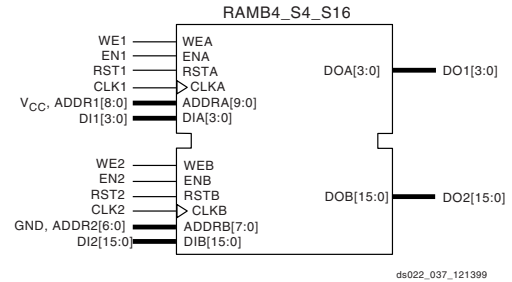 RAMB4_S4_S16
WE1 WEA
EN1 ENA
RST1 RSTA DOA[3:0] DO1[3:0]
CLK1 CLKA
VCC, ADDR1[8:0] ADDRA[9:0]
DI1[3:0] DIA[3:0]
WE2 WEB
EN2 ENB
RST2 RSTB DOB[15:0] DO2[15:0]
CLK2 CLKB
GND, ADDR2[6:0] ADDRB[7:0]
DI2[15:0] DIB[15:0]
ds022_037_121399